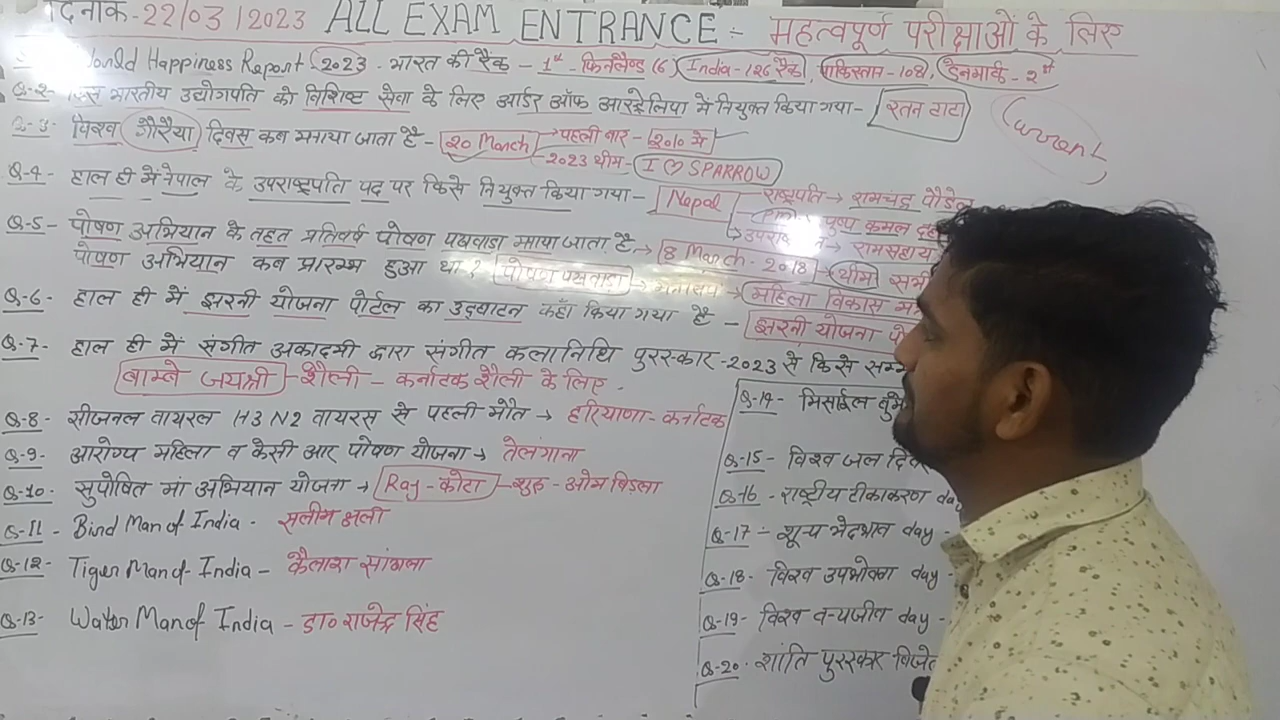 दिनांक-22/03/2023 ALL EXAM ENTRANCE :- महत्वपूर्ण परीक्षाओं के लिए
World Happiness Report 2023 - भारत की रैंक - 1st - फिनलैण्ड (6) India-126 रैंक, पाकिस्तान-108, डेनमार्क-2
Current
Q-2- किस भारतीय उद्योगपति को विशिष्ट सेवा के लिए आर्डर ऑफ आस्ट्रेलिया में नियुक्त किया गया- रतन टाटा
Q-3- विश्व गौरैया दिवस कब मनाया जाता है - 20 March पहली बार - 2010 में
2023 थीम - I ♡ SPARROW
Q-4- हाल ही में नेपाल के उपराष्ट्रपति पद पर किसे नियुक्त किया गया- Nepal राष्ट्रपति → रामचंद्र पौडेल
पुष्प कमल
रामसहाय
Q-5- पोषण अभियान के तहत प्रतिवर्ष पोषण पखवाड़ा मनाया जाता है → 8 March - 2018 → थीम
पोषण अभियान कब प्रारम्भ हुआ था? पोषण पखवाड़ा → → महिला विकास
Q-6- हाल ही में झरनी योजना पोर्टल का उद्घाटन कहाँ किया गया है - झरनी योजना
Q-7- हाल ही में संगीत अकादमी द्वारा संगीत कलानिधि पुरस्कार-2023 से किसे
बाम्बे जयश्री - शैली - कर्नाटक शैली के लिए.
Q-8- सीजनल वायरल H3N2 वायरस से पहली मौत → हरियाणा - कर्नाटक
Q-9- आरोग्य महिला व केसी आर पोषण योजना → तेलंगाना
Q-10- सुपोषित मां अभियान योजना → Raj - कोटा - शुरू - ओम बिडला
Q-11- Bird Man of India - सलीम अली
Q-12- Tiger Man of India - कैलाश सांखला
Q-13- Water Man of India - डा० राजेन्द्र सिंह
Q-14- मिसाईल
Q-15- विश्व जल
Q-16- राष्ट्रीय टीकाकरण day
Q-17- शून्य भेदभाव day -
Q-18- विश्व उपभोक्ता day -
Q-19- विश्व वन्यजीव day -
Q-20. शांति पुरस्कार